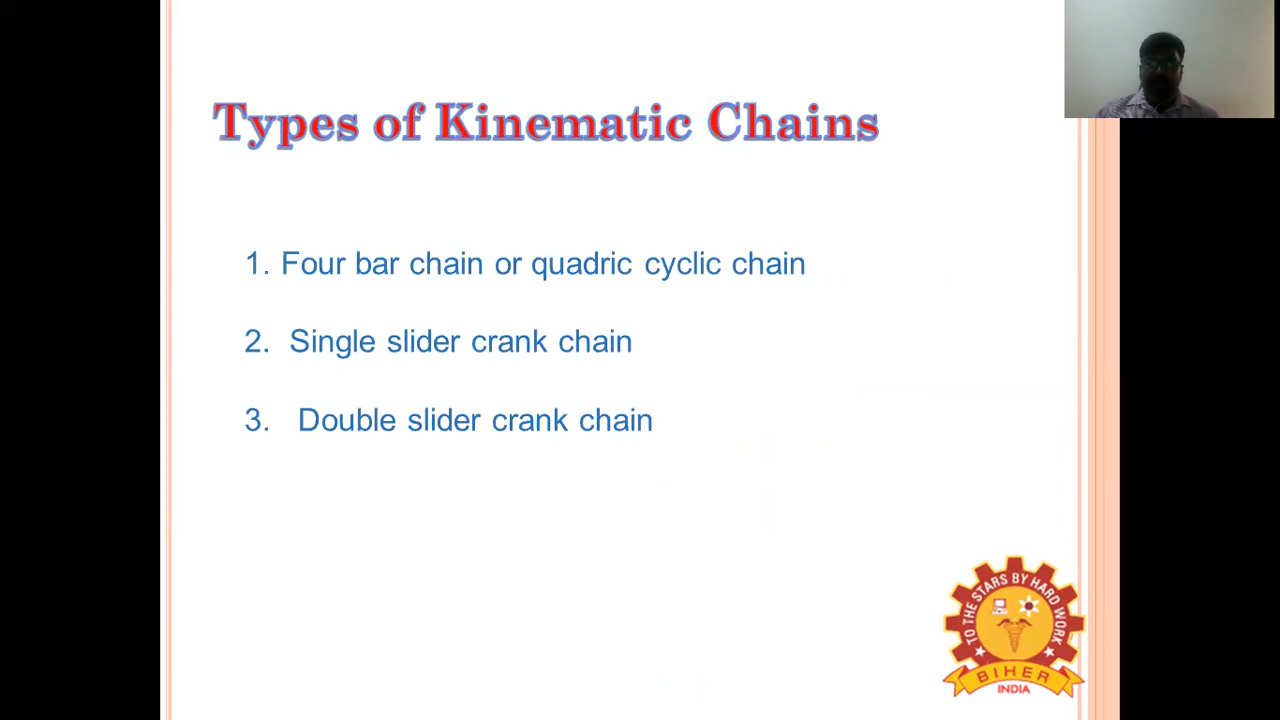 Types of Kinematic Chains
1. Four bar chain or quadric cyclic chain
2. Single slider crank chain
3. Double slider crank chain
TO THE STARS BY HARD WORK
BIHER
INDIA